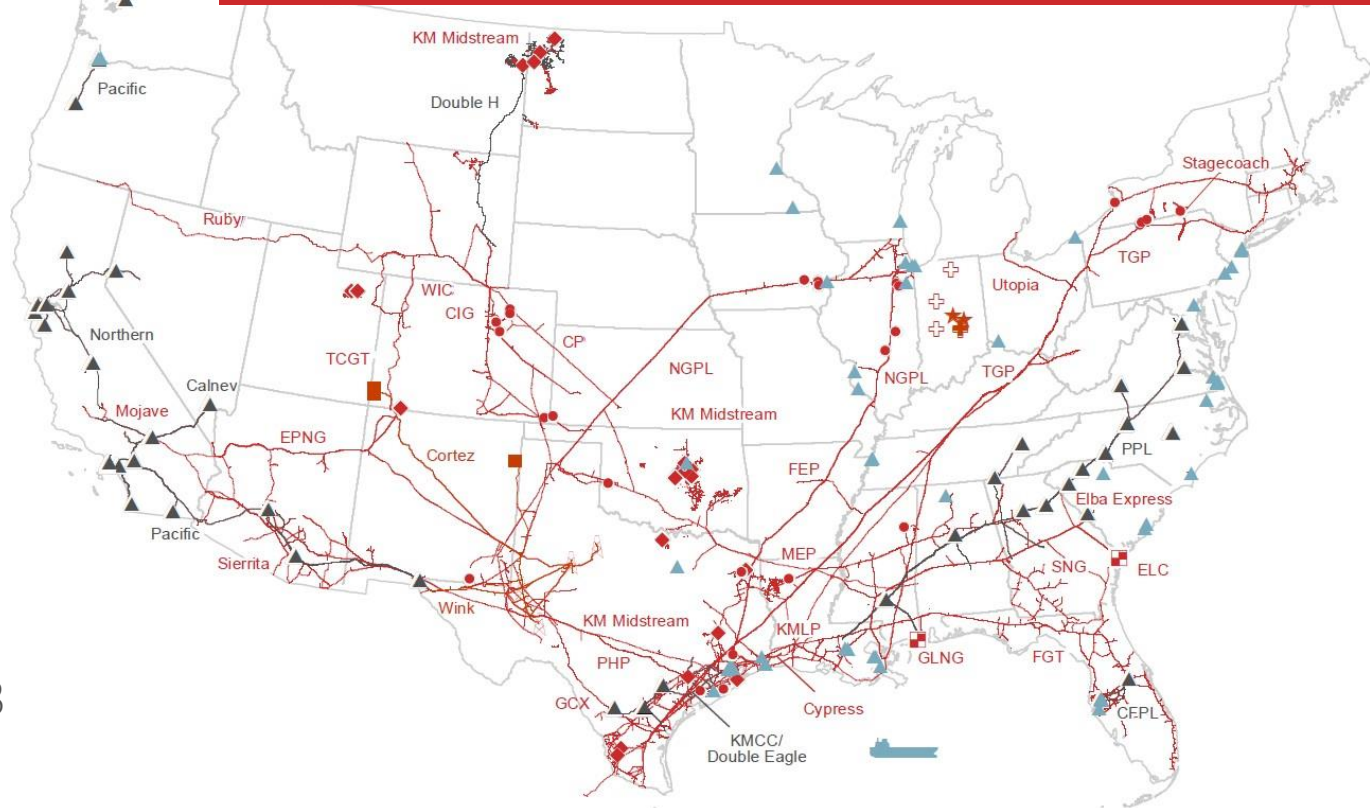 KM Midstream
Pacific
Double H
Stagecoach
Ruby
TGP
WIC
Utopia
CIG
Northern
CP
TCGT
NGPL
NGPL
TGP
Calnev
Mojave
KM Midstream
EPNG
PPL
Cortez
FEP
Elba Express
Pacific
MEP
Sierrita
SNG
ELC
Wink
KM Midstream
KMLP
GLNG
FGT
PHP
GCX
Cypress
CFPL
KMCC/
Double Eagle